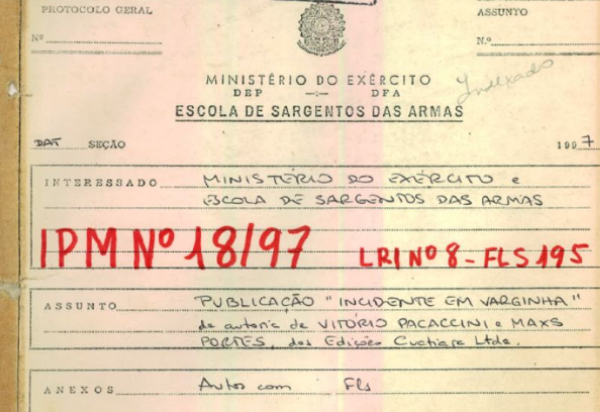 PROTOCOLO GERAL
ASSUNTO
Nº
N.º
MINISTÉRIO DO EXÉRCITO
DEP —:— DFA
Indexado
ESCOLA DE SARGENTOS DAS ARMAS
DAT SEÇÃO 1997
INTERESSADO MINISTÉRIO DO EXÉRCITO e
ESCOLA DE SARGENTOS DAS ARMAS
IPM Nº 18/97 LRI Nº 8 - FLS 195
ASSUNTO PUBLICAÇÃO "INCIDENTE EM VARGINHA"
de autoria de VITÓRIO PACACCINI e MAXS
PORTES, das Edições Cuatiara Ltda.
ANEXOS Autos com Fls